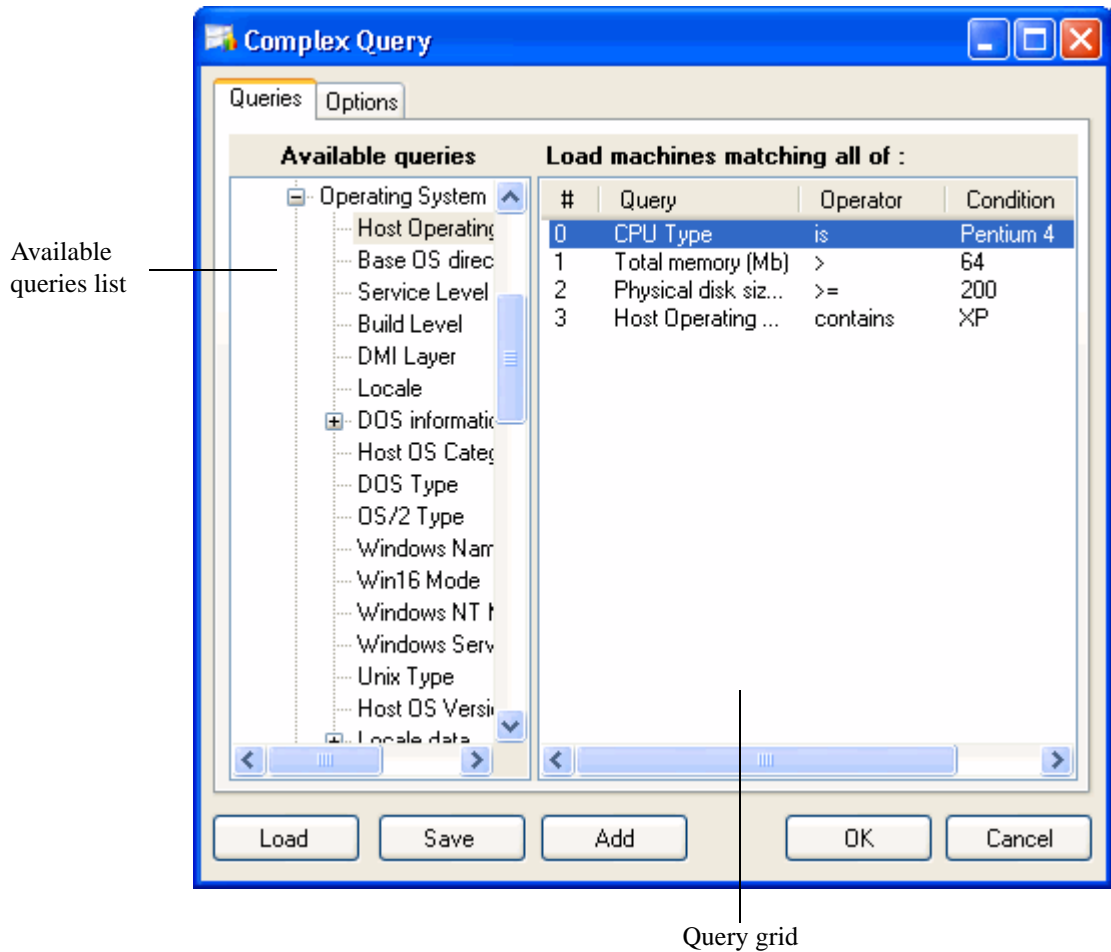 Complex Query
Queries Options
Available queries
Load machines matching all of :
Available
queries list
Operating System
Host Operating
Base OS direc
Service Level
Build Level
DMI Layer
Locale
DOS informatic
Host OS Categ
DOS Type
OS/2 Type
Windows Nam
Win16 Mode
Windows NT M
Windows Serv
Unix Type
Host OS Versi
Locale data
# Query Operator Condition
0 CPU Type is Pentium 4
1 Total memory (Mb) > 64
2 Physical disk siz... >= 200
3 Host Operating ... contains XP
Load Save Add OK Cancel
Query grid